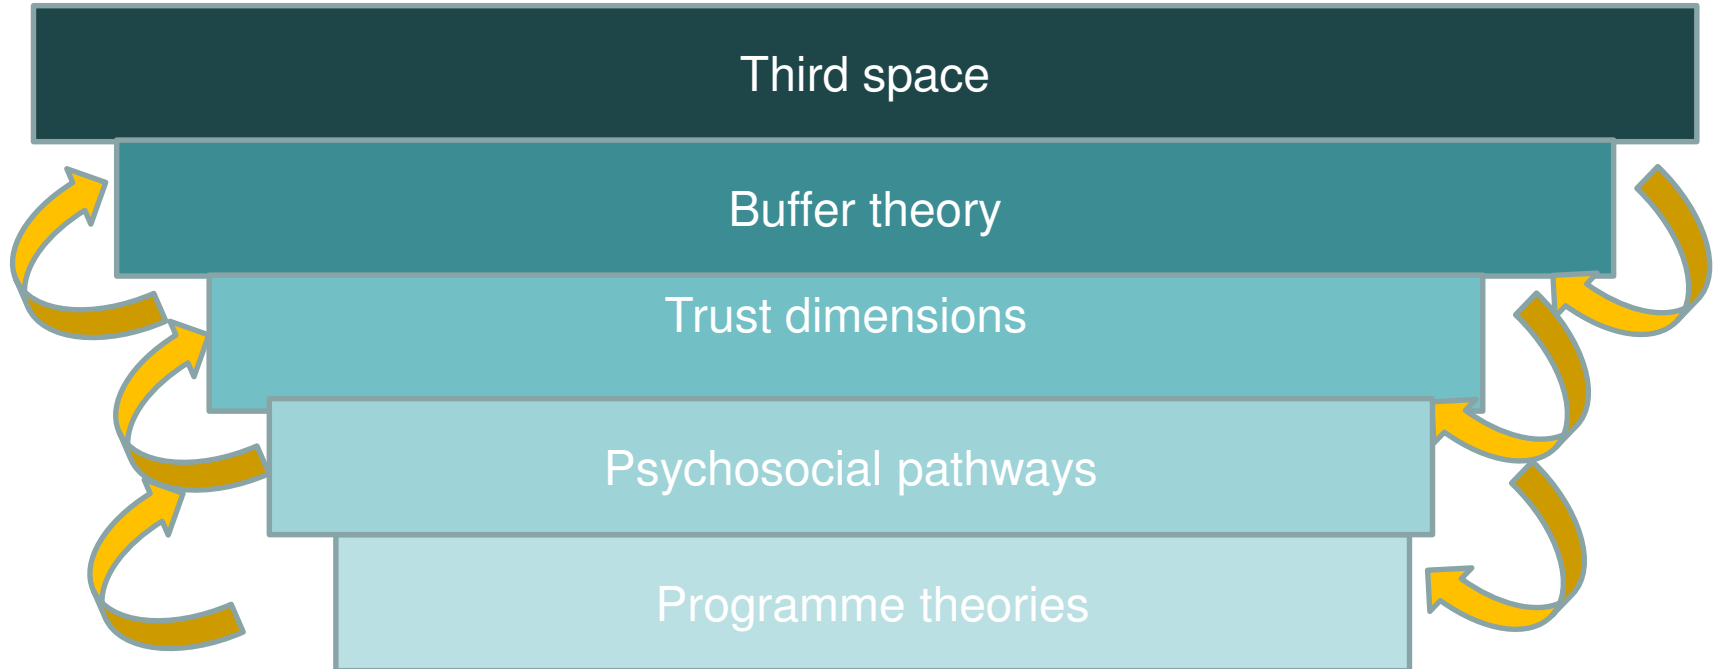 Third space
Buffer theory
Trust dimensions
Psychosocial pathways
Programme theories